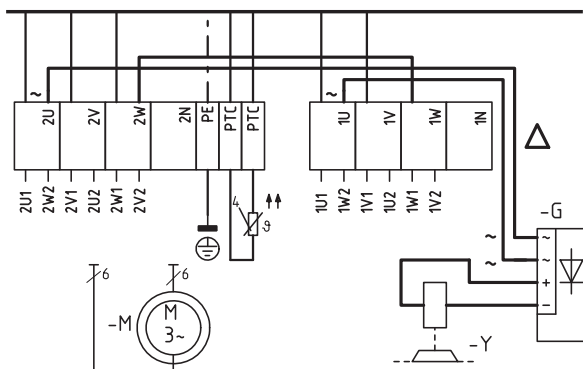 ~
2U
2V
2W
2N
PE
PTC
PTC
~
1U
1V
1W
1N
2U1
2W2
2V1
2U2
2W1
2V2
1U1
1W2
1V1
1U2
1W1
1V2
4
ϑ
Δ
-G
~
~
~
~
+
-
6
6
-M
M
3~
-Y